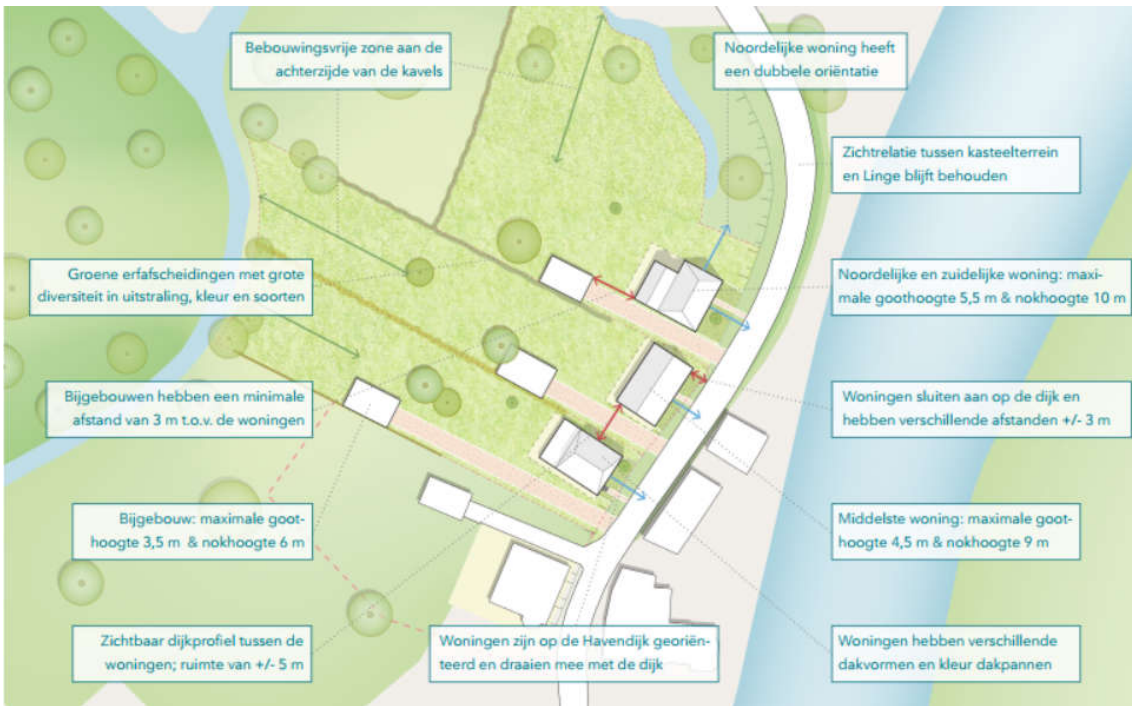 Bebouwingsvrije zone aan de
achterzijde van de kavels
Noordelijke woning heeft
een dubbele oriëntatie
Zichtrelatie tussen kasteelterrein
en Linge blijft behouden
Groene erfafscheidingen met grote
diversiteit in uitstraling, kleur en soorten
Noordelijke en zuidelijke woning: maxi-
male goothoogte 5,5 m & nokhoogte 10 m
Bijgebouwen hebben een minimale
afstand van 3 m t.o.v. de woningen
Woningen sluiten aan op de dijk en
hebben verschillende afstanden +/- 3 m
Bijgebouw: maximale goot-
hoogte 3,5 m & nokhoogte 6 m
Middelste woning: maximale goot-
hoogte 4,5 m & nokhoogte 9 m
Zichtbaar dijkprofiel tussen de
woningen; ruimte van +/- 5 m
Woningen zijn op de Havendijk georiën-
teerd en draaien mee met de dijk
Woningen hebben verschillende
dakvormen en kleur dakpannen